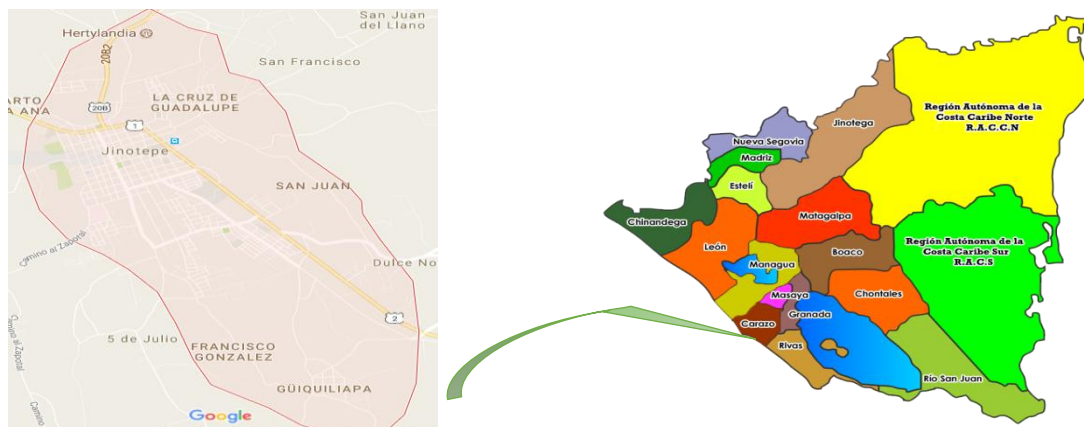 San Juan
del Llano
Hertylandia
20B2
San Francisco
ARTO
A ANA
20B
LA CRUZ DE
GUADALUPE
1
Jinotepe
SAN JUAN
Camino al Zapotal
Dulce No
2
5 de Julio
FRANCISCO
GONZALEZ
GÜIQUILIAPA
Camino al Zapotal
Camino
Google
Región Autónoma de la
Costa Caribe Norte
R.A.C.C.N
Jinotega
Nueva Segovia
Madriz
Estelí
Chinandega
Matagalpa
León
Boaco
Región Autónoma de la
Costa Caribe Sur
R.A.C.S
Managua
Masaya
Chontales
Granada
Carazo
Rivas
Río San Juan